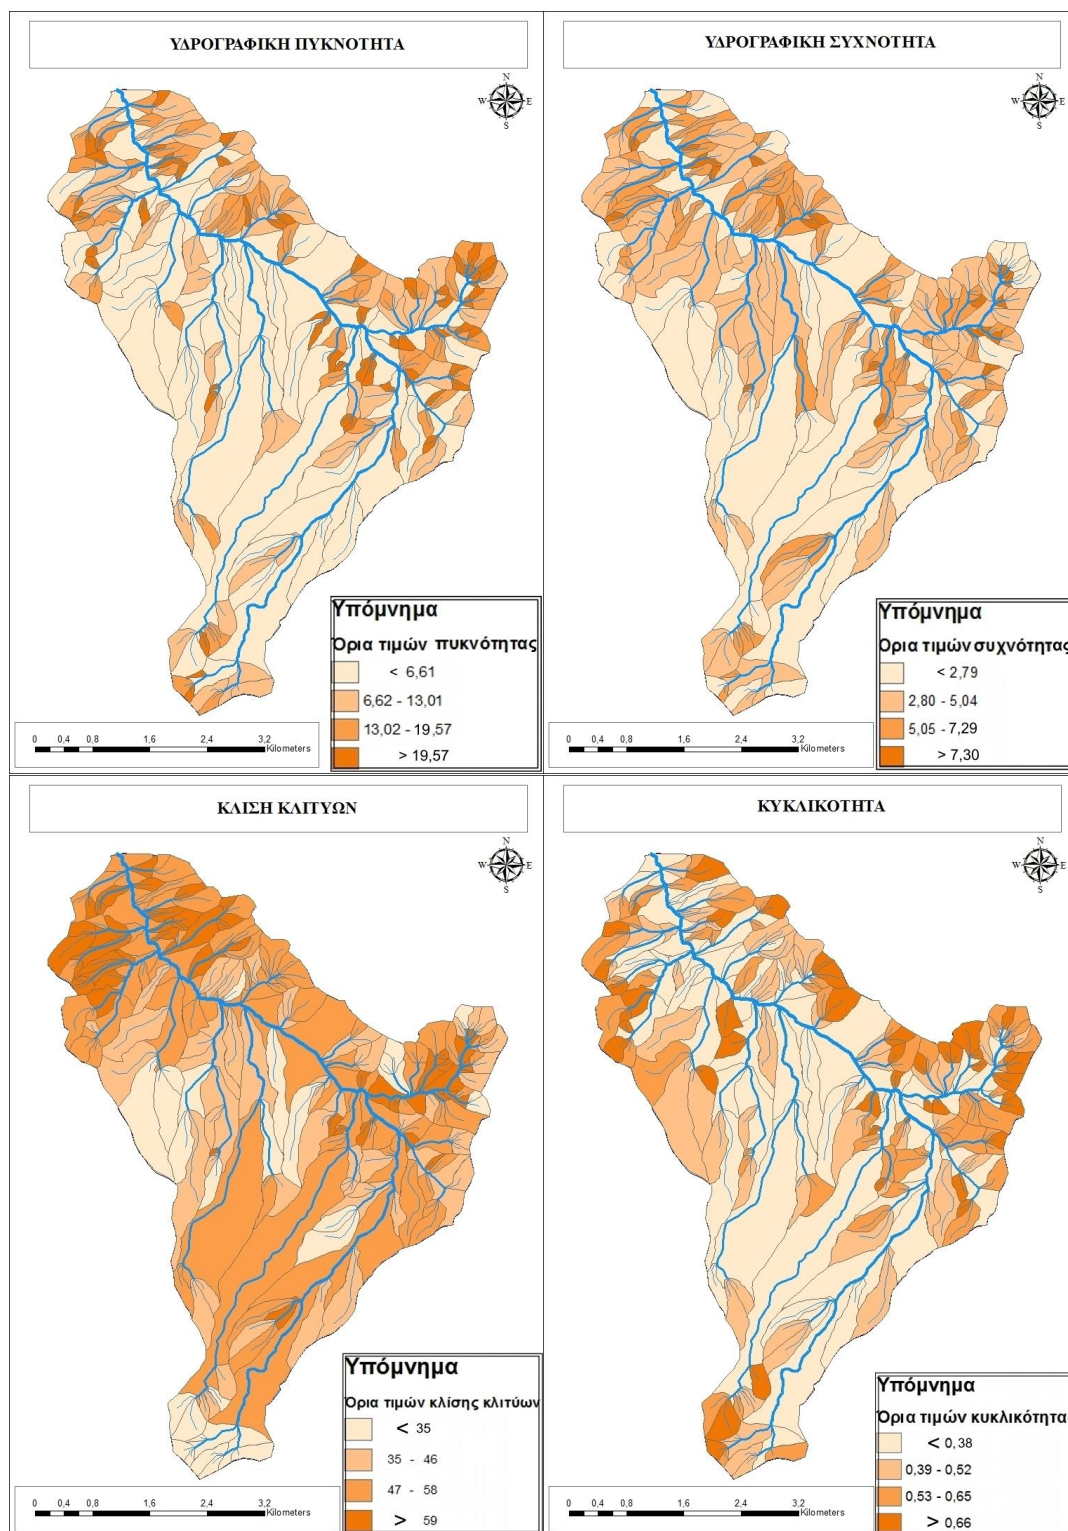 ΥΔΡΟΓΡΑΦΙΚΗ ΠΥΚΝΟΤΗΤΑ
N
W E
S
Υπόμνημα
Όρια τιμών πυκνότητας
< 6,61
6,62 - 13,01
13,02 - 19,57
> 19,57
0 0,4 0,8 1,6 2,4 3,2
Kilometers
ΥΔΡΟΓΡΑΦΙΚΗ ΣΥΧΝΟΤΗΤΑ
N
W E
S
Υπόμνημα
Όρια τιμών συχνότητας
< 2,79
2,80 - 5,04
5,05 - 7,29
> 7,30
0 0,4 0,8 1,6 2,4 3,2
Kilometers
ΚΛΙΣΗ ΚΛΙΤΥΩΝ
N
W E
S
Υπόμνημα
Όρια τιμών κλίσης κλιτύων
< 35
35 - 46
47 - 58
> 59
0 0,4 0,8 1,6 2,4 3,2
Kilometers
ΚΥΚΛΙΚΟΤΗΤΑ
N
W E
S
Υπόμνημα
Όρια τιμών κυκλικότητας
< 0,38
0,39 - 0,52
0,53 - 0,65
> 0,66
0 0,4 0,8 1,6 2,4 3,2
Kilometers